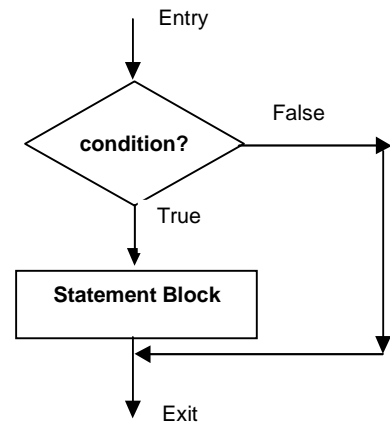 Entry
condition?
False
True
Statement Block
Exit